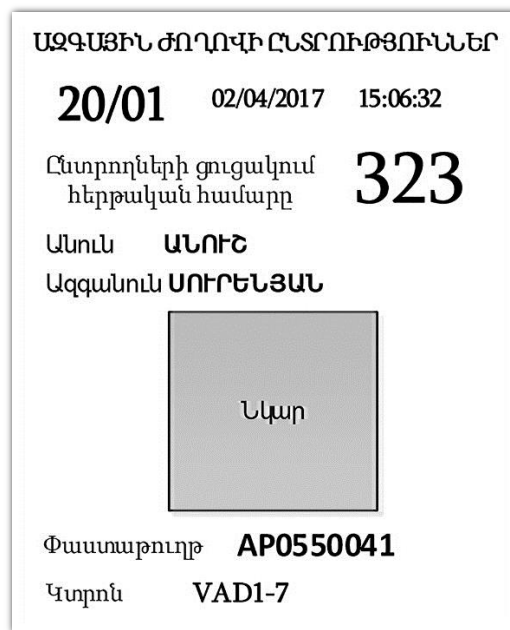 ԱԶԳԱՅԻՆ ԺՈՂՈՎԻ ԸՆՏՐՈՒԹՅՈՒՆՆԵՐ
20/01 02/04/2017 15:06:32
Ընտրողների ցուցակում
հերթական համարը 323
Անուն ԱՆՈՒՇ
Ազգանուն ՍՈՒՐԵՆՅԱՆ
Նկար
Փաստաթուղթ AP0550041
Կտրոն VAD1-7